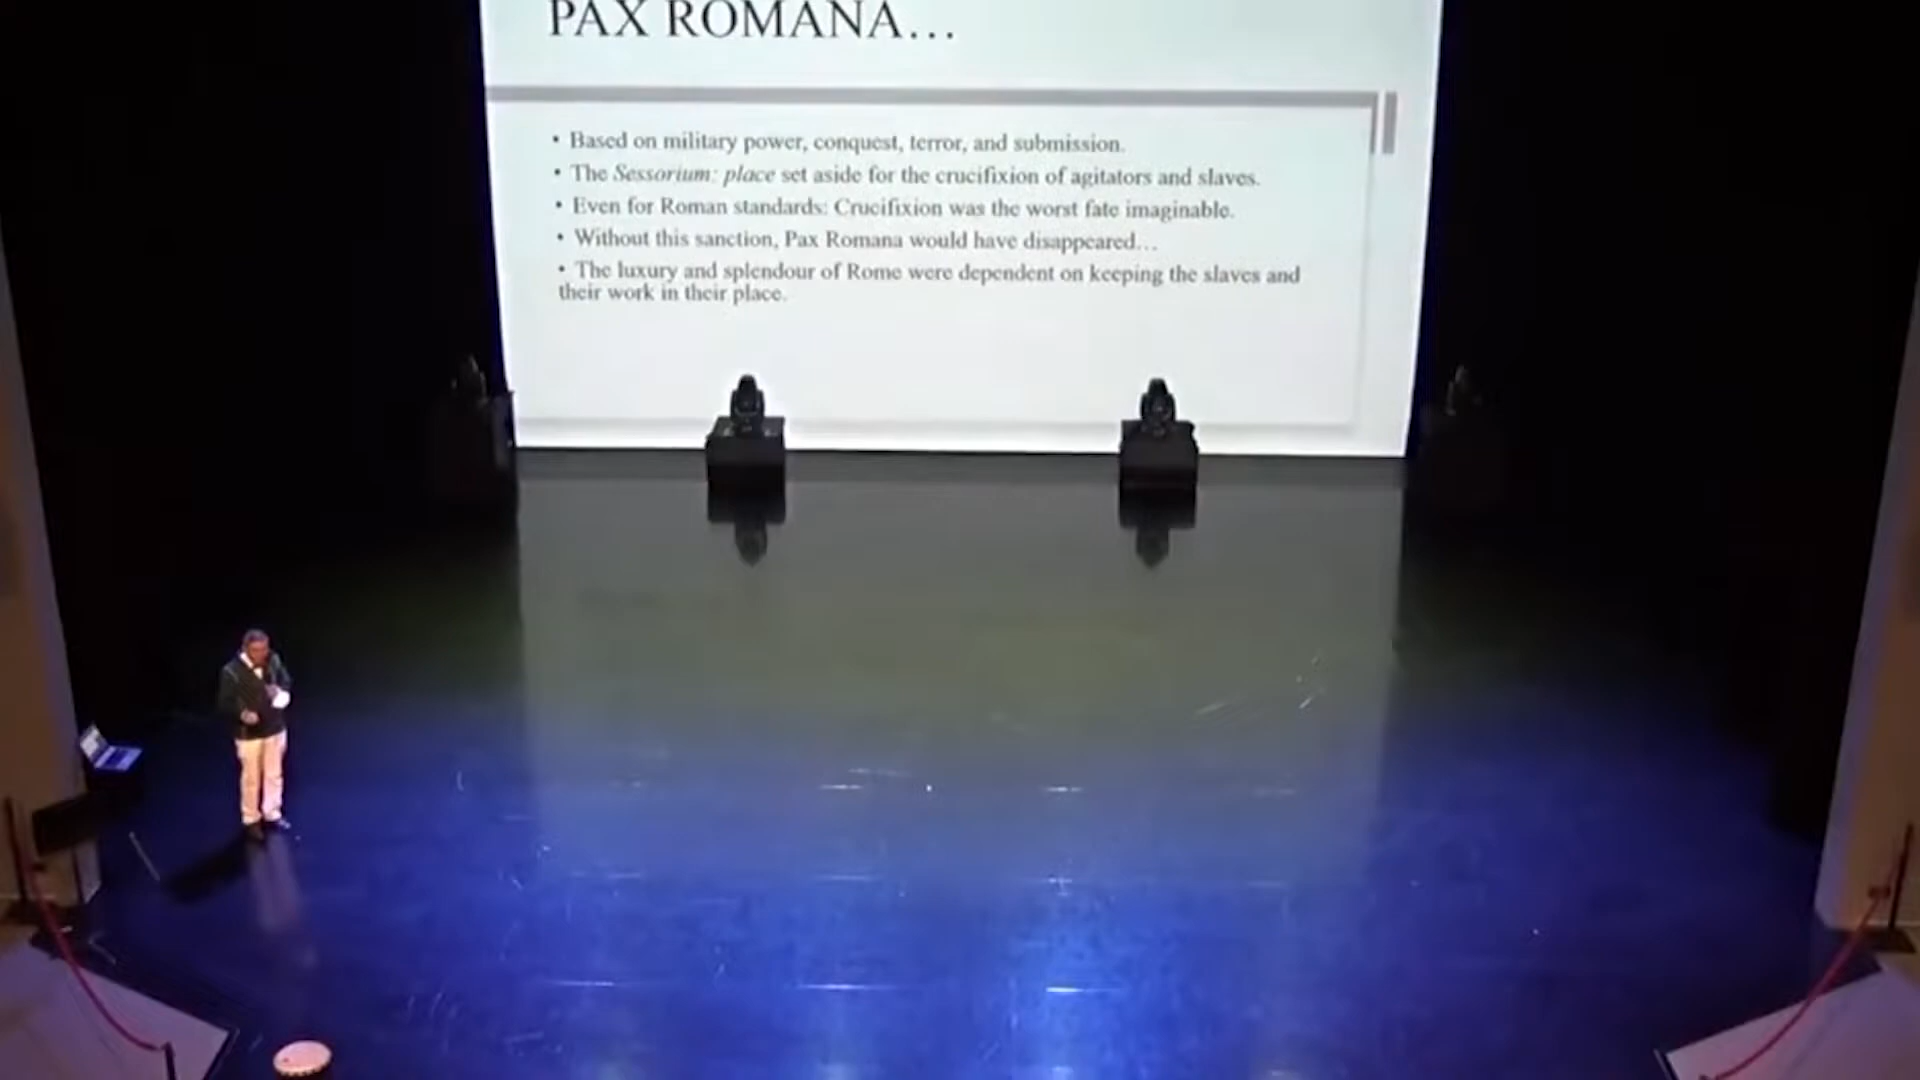 PAX ROMANA…
• Based on military power, conquest, terror, and submission.
• The Sessorium: place set aside for the crucifixion of agitators and slaves.
• Even for Roman standards: Crucifixion was the worst fate imaginable.
• Without this sanction, Pax Romana would have disappeared…
• The luxury and splendour of Rome were dependent on keeping the slaves and
their work in their place.